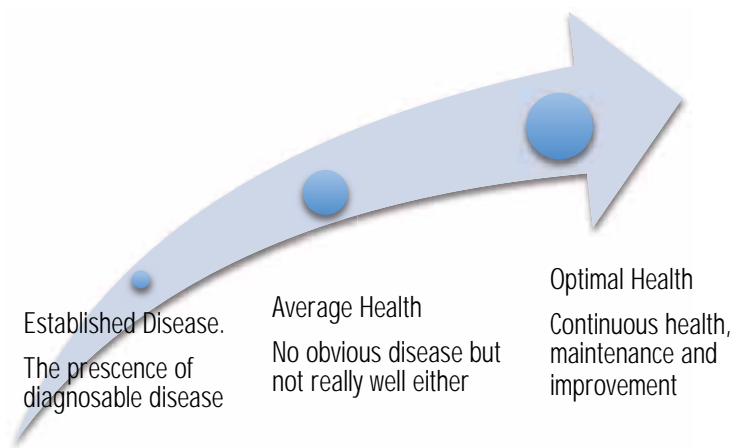 Established Disease.
The prescence of
diagnosable disease
Average Health
No obvious disease but
not really well either
Optimal Health
Continuous health,
maintenance and
improvement